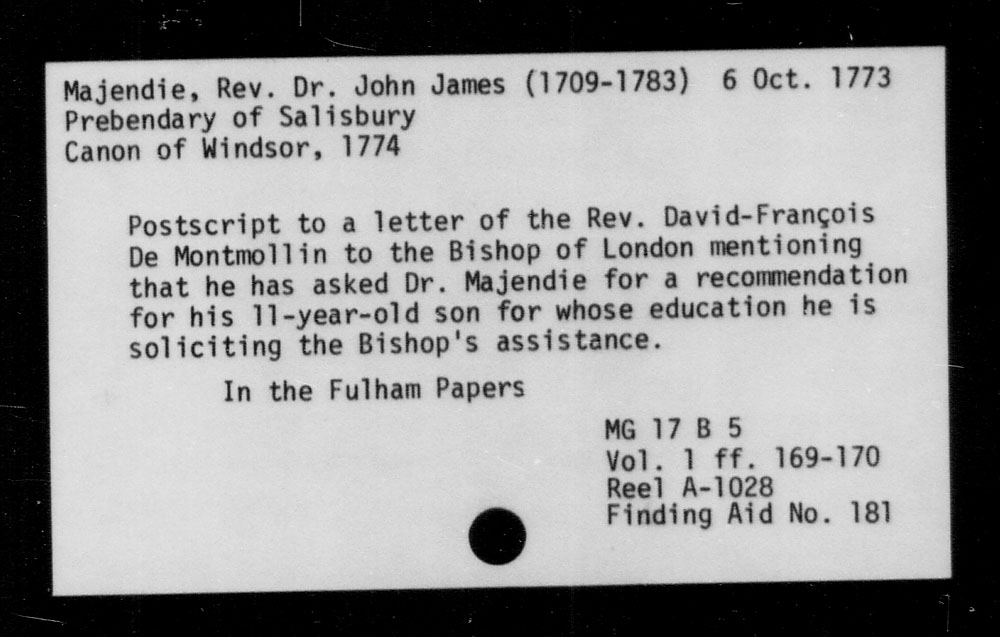 Majendie, Rev. Dr. John James (1709-1783) 6 Oct. 1773
Prebendary of Salisbury
Canon of Windsor, 1774
Postscript to a letter of the Rev. David-François
De Montmollin to the Bishop of London mentioning
that he has asked Dr. Majendie for a recommendation
for his 11-year-old son for whose education he is
soliciting the Bishop's assistance.
In the Fulham Papers
MG 17 B 5
Vol. 1 ff. 169-170
Reel A-1028
Finding Aid No. 181